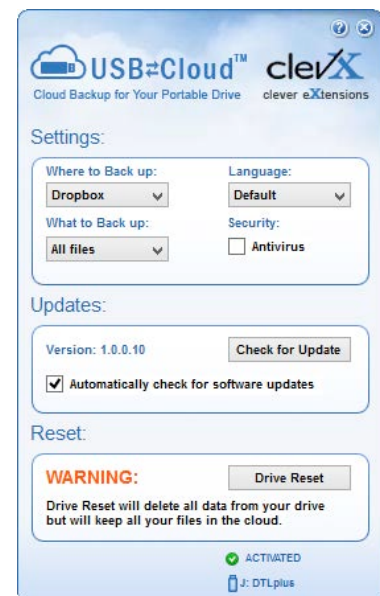 USB⇄Cloud™
clevX
Cloud Backup for Your Portable Drive
clever eXtensions
Settings:
Where to Back up:
Language:
Dropbox
Default
What to Back up:
Security:
All files
Antivirus
Updates:
Version: 1.0.0.10
Check for Update
Automatically check for software updates
Reset:
WARNING:
Drive Reset
Drive Reset will delete all data from your drive
but will keep all your files in the cloud.
ACTIVATED
J: DTLplus